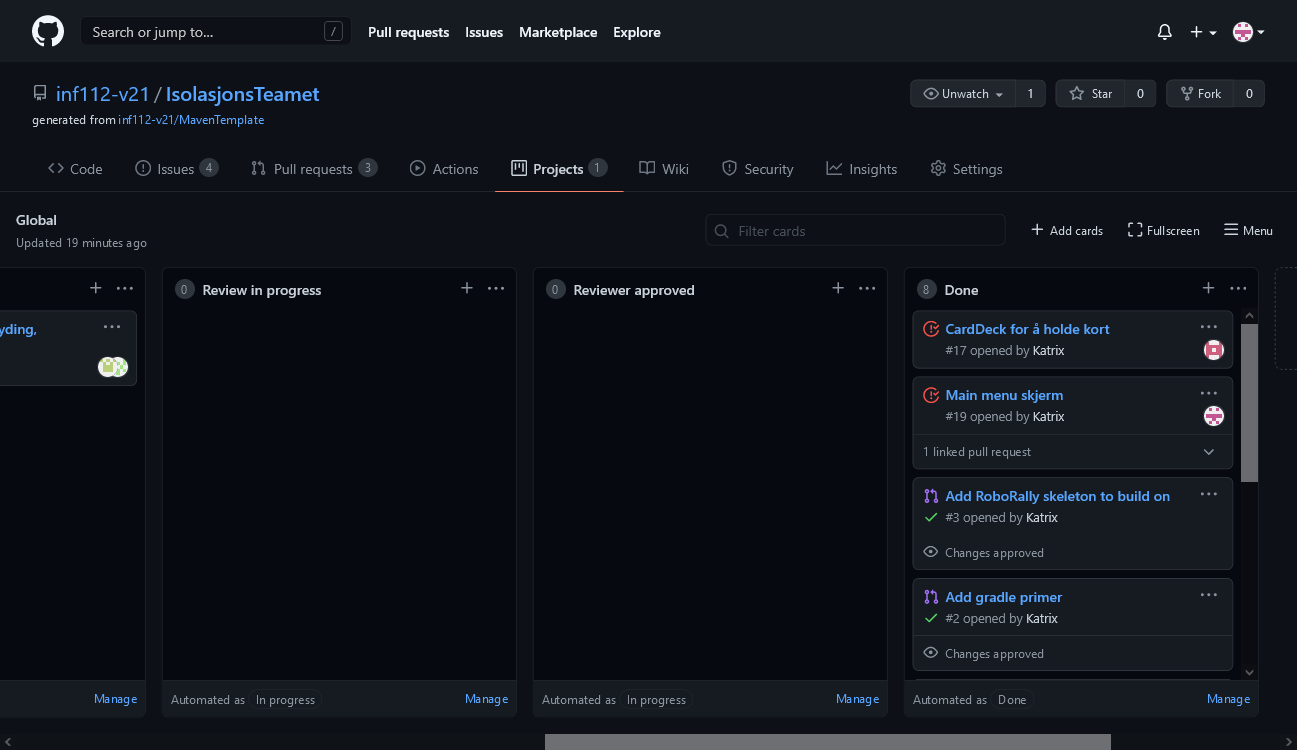 Search or jump to... /
Pull requests Issues Marketplace Explore
inf112-v21 / IsolasjonsTeamet
Unwatch 1 Star 0 Fork 0
generated from inf112-v21/MavenTemplate
Code Issues 4 Pull requests 3 Actions Projects 1 Wiki Security Insights Settings
Global
Updated 19 minutes ago
Filter cards
Add cards Fullscreen Menu
yding,
Manage
0 Review in progress
Automated as In progress Manage
0 Reviewer approved
Automated as In progress Manage
8 Done
CardDeck for å holde kort
#17 opened by Katrix
Main menu skjerm
#19 opened by Katrix
1 linked pull request
Add RoboRally skeleton to build on
#3 opened by Katrix
Changes approved
Add gradle primer
#2 opened by Katrix
Changes approved
Automated as Done Manage